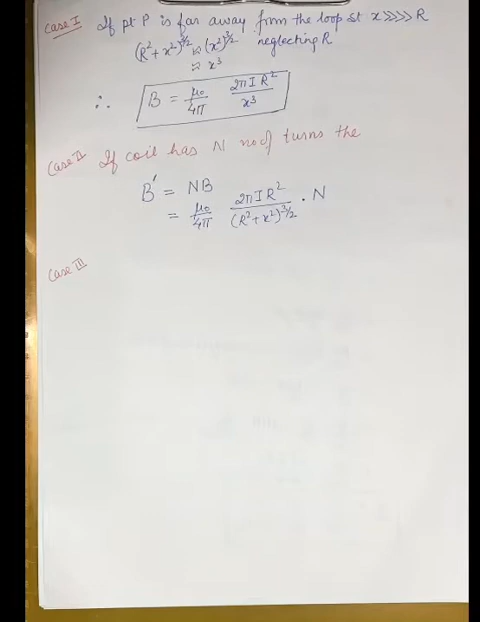 Case I If pt P is far away from the loop st x >>>> R
(R² + x²)^3/2 ≈ (x²)^3/2 neglecting R
≈ x³
∴ B = μ₀/4π 2πIR²/x³
Case II If coil has N no of turns the
B' = NB
= μ₀/4π 2πIR²/(R²+x²)^3/2 . N
Case III